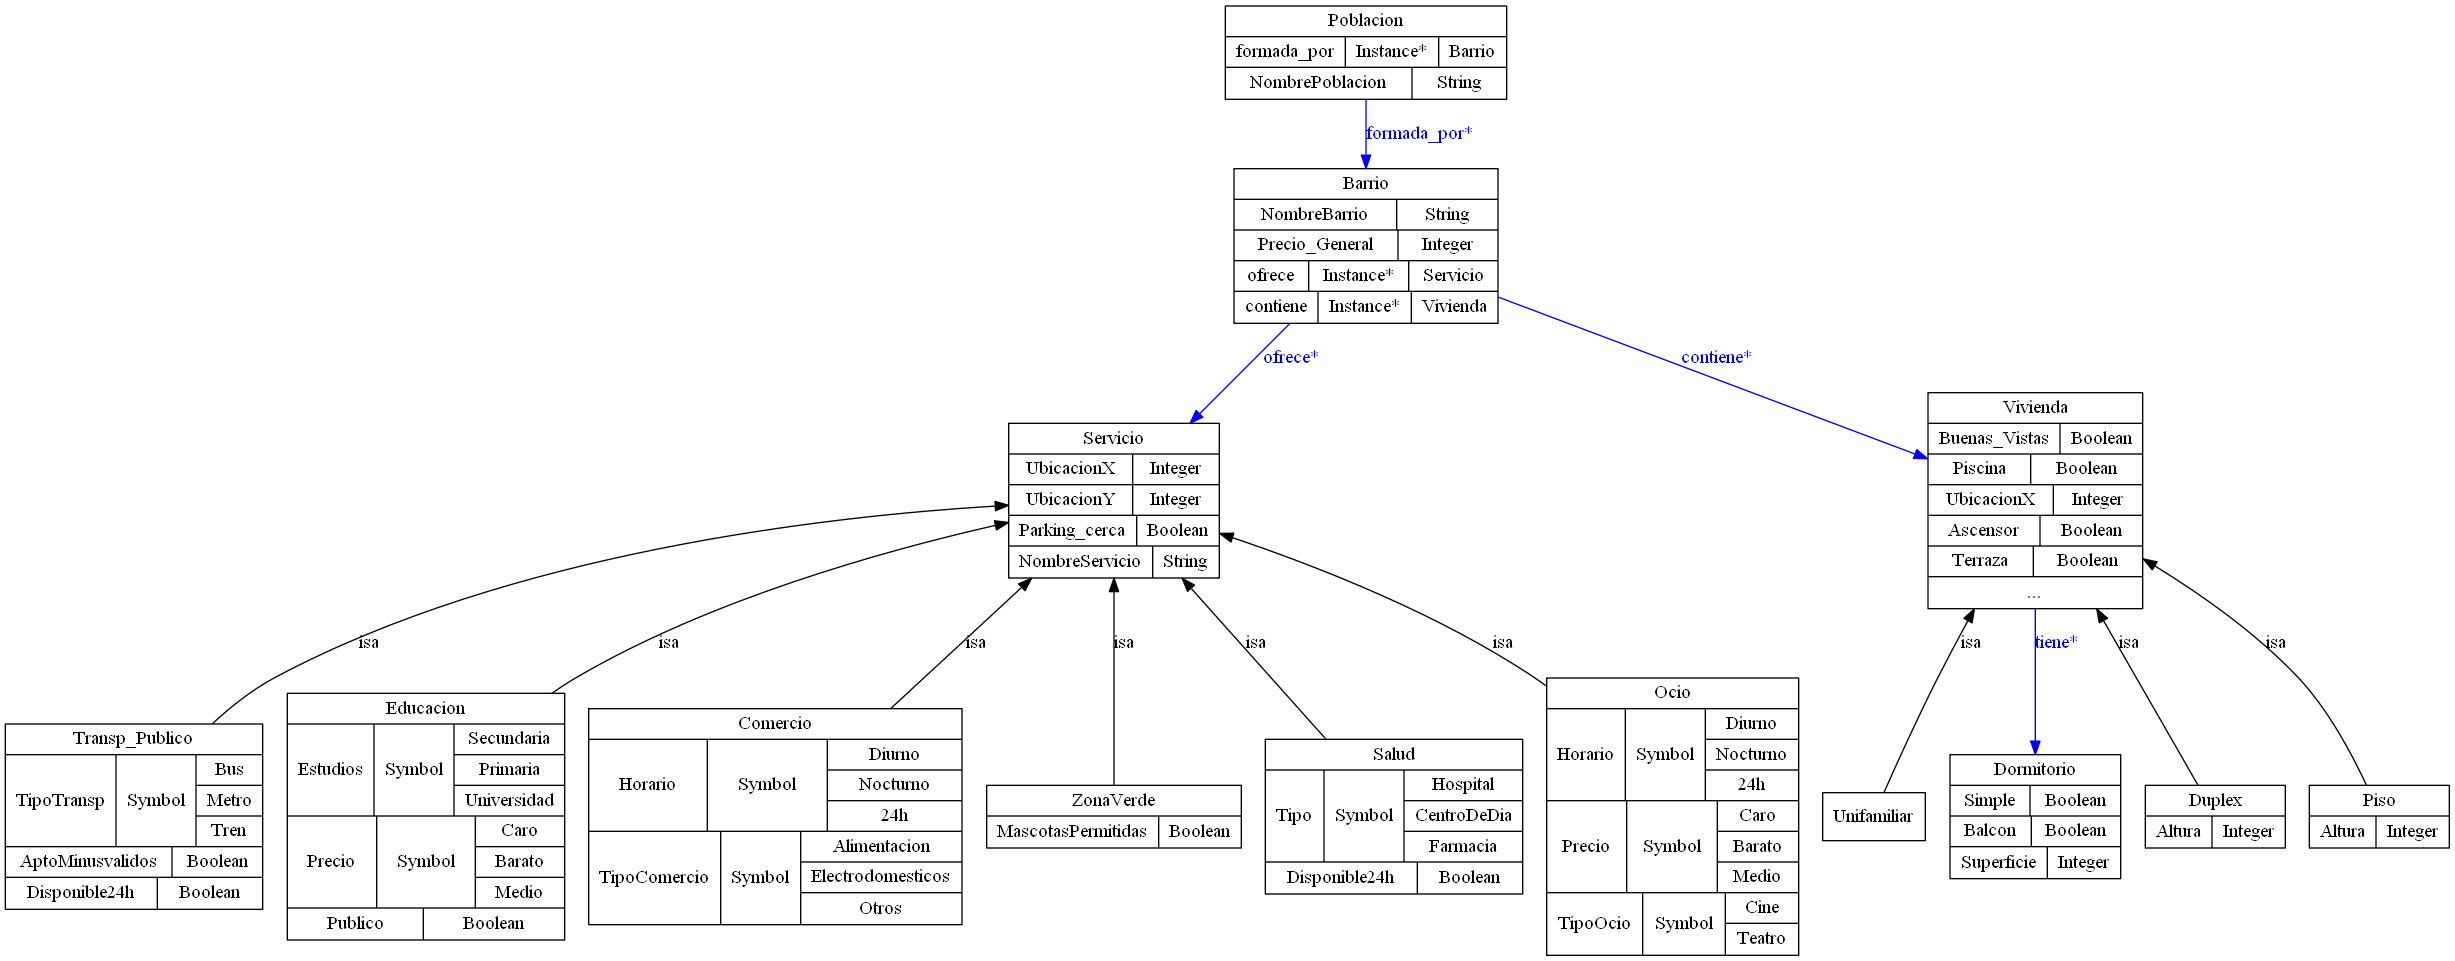 Poblacion
formada_por Instance* Barrio
NombrePoblacion String
formada_por*
Barrio
NombreBarrio String
Precio_General Integer
ofrece Instance* Servicio
contiene Instance* Vivienda
ofrece*
contiene*
Servicio
UbicacionX Integer
UbicacionY Integer
Parking_cerca Boolean
NombreServicio String
Vivienda
Buenas_Vistas Boolean
Piscina Boolean
UbicacionX Integer
Ascensor Boolean
Terraza Boolean
...
isa
isa
isa
isa
isa
isa
isa
tiene*
isa
isa
Transp_Publico
TipoTransp Symbol
Bus
Metro
Tren
AptoMinusvalidos Boolean
Disponible24h Boolean
Educacion
Estudios Symbol
Secundaria
Primaria
Universidad
Precio Symbol
Caro
Barato
Medio
Publico Boolean
Comercio
Horario Symbol
Diurno
Nocturno
24h
TipoComercio Symbol
Alimentacion
Electrodomesticos
Otros
ZonaVerde
MascotasPermitidas Boolean
Salud
Tipo Symbol
Hospital
CentroDeDia
Farmacia
Disponible24h Boolean
Ocio
Horario Symbol
Diurno
Nocturno
24h
Precio Symbol
Caro
Barato
Medio
TipoOcio Symbol
Cine
Teatro
Unifamiliar
Dormitorio
Simple Boolean
Balcon Boolean
Superficie Integer
Duplex
Altura Integer
Piso
Altura Integer